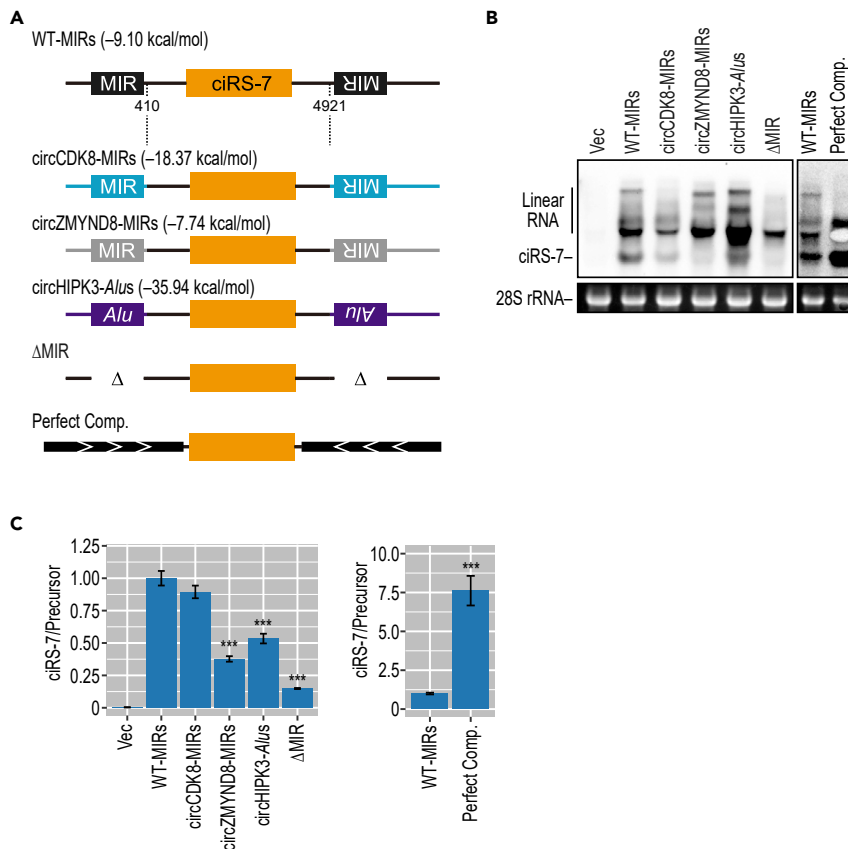 A
WT-MIRs (–9.10 kcal/mol)
MIR
ciRS-7
MIR
410
4921
circCDK8-MIRs (–18.37 kcal/mol)
MIR
MIR
circZMYND8-MIRs (–7.74 kcal/mol)
MIR
MIR
circHIPK3-Alus (–35.94 kcal/mol)
Alu
Alu
ΔMIR
Δ
Δ
Perfect Comp.
B
Vec
WT-MIRs
circCDK8-MIRs
circZMYND8-MIRs
circHIPK3-Alus
ΔMIR
WT-MIRs
Perfect Comp.
Linear
RNA
ciRS-7–
28S rRNA–
C
ciRS-7/Precursor
1.25
1.00
0.75
0.50
0.25
0
***
***
***
Vec
WT-MIRs
circCDK8-MIRs
circZMYND8-MIRs
circHIPK3-Alus
ΔMIR
ciRS-7/Precursor
10.0
7.5
5.0
2.5
0
***
WT-MIRs
Perfect Comp.